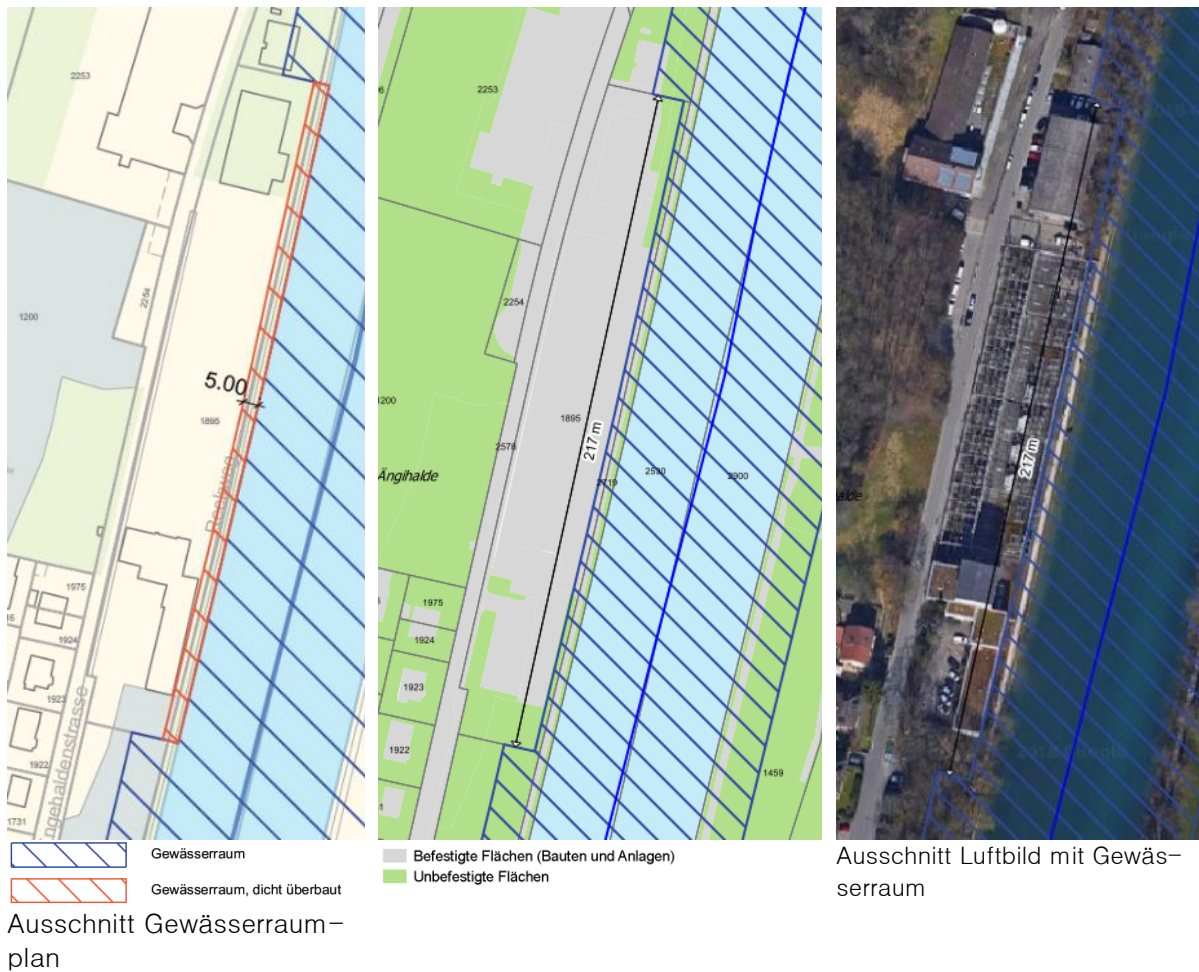 2253
2254
1200
5.00
1895
1975
1924
1923
1922
1731
2253
2254
1895
2578
Ängihalde
217 m
2719
2530
2900
1975
1924
1923
1922
1459
217 m
Gewässerraum
Gewässerraum, dicht überbaut
Ausschnitt Gewässerraum–
plan
Befestigte Flächen (Bauten und Anlagen)
Unbefestigte Flächen
Ausschnitt Luftbild mit Gewäs–
serraum